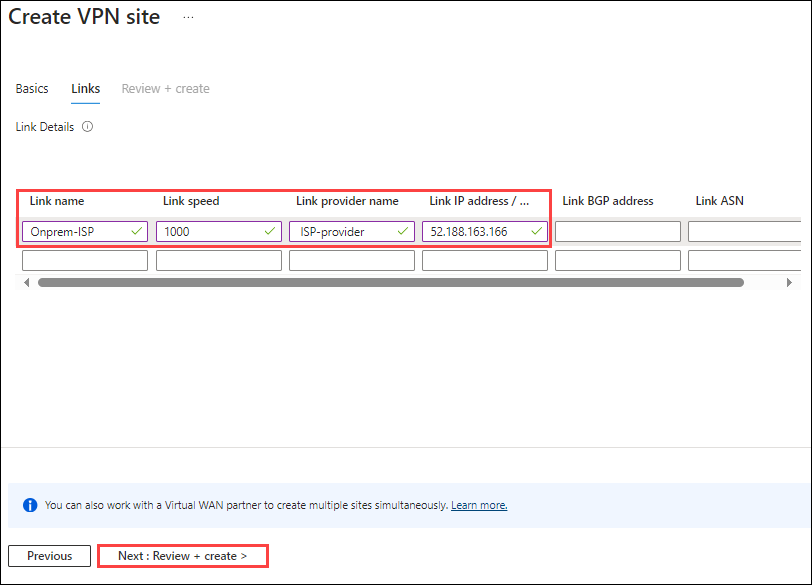 Create VPN site ...
Basics Links Review + create
Link Details
Link name Link speed Link provider name Link IP address / ... Link BGP address Link ASN
Onprem-ISP 1000 ISP-provider 52.188.163.166
You can also work with a Virtual WAN partner to create multiple sites simultaneously. Learn more.
Previous Next : Review + create >